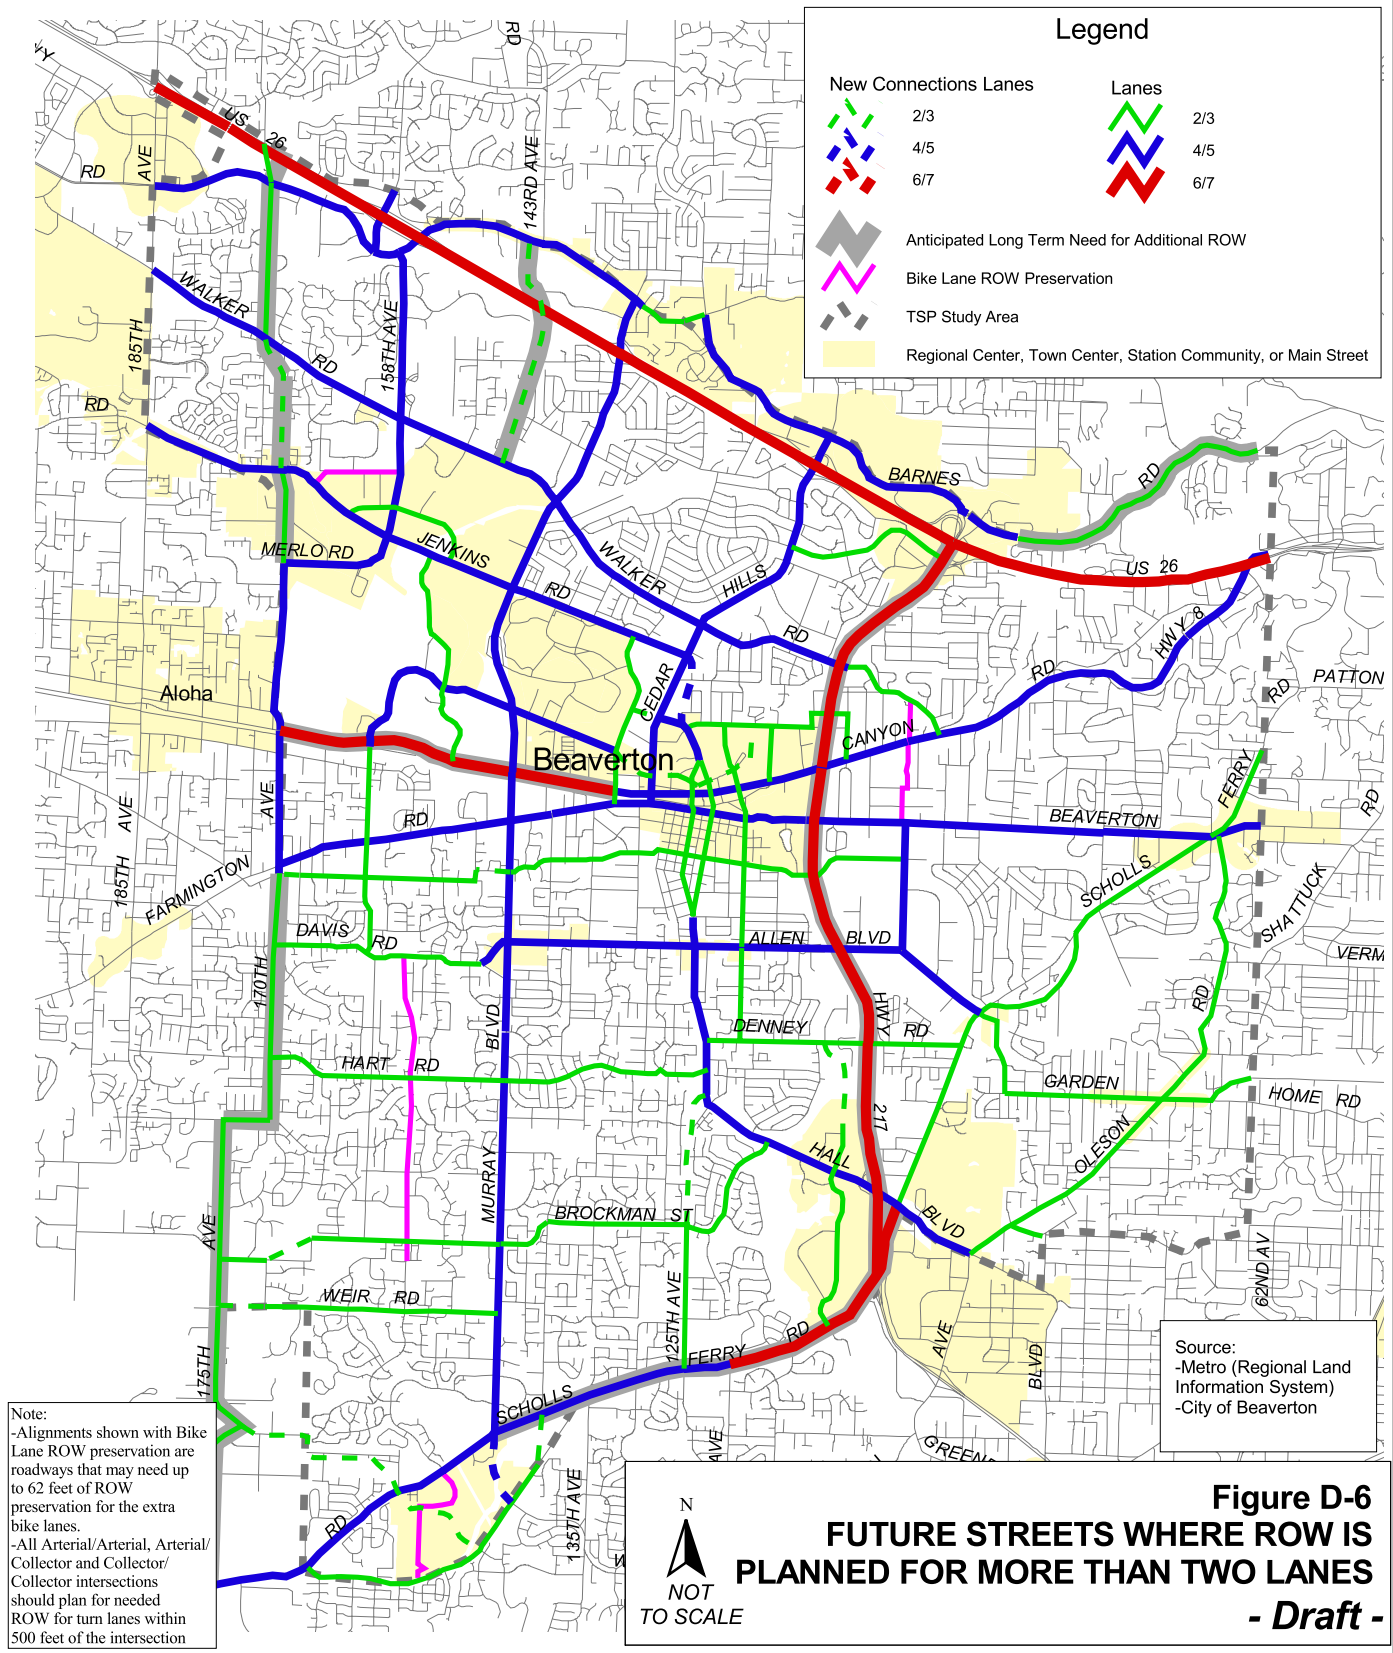 Legend
New Connections Lanes
Lanes
2/3
2/3
4/5
4/5
6/7
6/7
Anticipated Long Term Need for Additional ROW
Bike Lane ROW Preservation
TSP Study Area
Regional Center, Town Center, Station Community, or Main Street
RD
US 26
143RD AVE
RD
AVE
WALKER
RD
158TH AVE
185TH
RD
BARNES
RD
MERLO RD
JENKINS
RD
WALKER
HILLS
RD
US 26
HWY 8
RD
PATTON
RD
Aloha
CEDAR
CANYON
Beaverton
FERRY
RD
AVE
AVE
RD
BEAVERTON
185TH
FARMINGTON
SCHOLLS
SHATTUCK
DAVIS
RD
ALLEN
BLVD
VERM
170TH
BLVD
HWY
RD
DENNEY
RD
HART
RD
GARDEN
HOME RD
217
OLESON
HALL
MURRAY
BROCKMAN ST
BLVD
AVE
62ND AV
WEIR RD
125TH AVE
RD
FERRY
AVE
BLVD
175TH
SCHOLLS
AVE
135TH AVE
RD
Source:
-Metro (Regional Land
Information System)
-City of Beaverton
Note:
-Alignments shown with Bike
Lane ROW preservation are
roadways that may need up
to 62 feet of ROW
preservation for the extra
bike lanes.
-All Arterial/Arterial, Arterial/
Collector and Collector/
Collector intersections
should plan for needed
ROW for turn lanes within
500 feet of the intersection
N
NOT
TO SCALE
Figure D-6
FUTURE STREETS WHERE ROW IS
PLANNED FOR MORE THAN TWO LANES
- Draft -